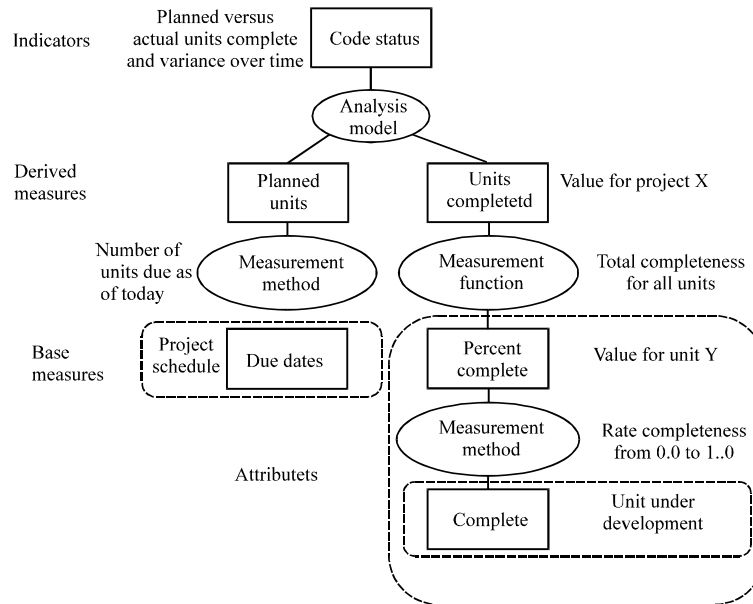 Indicators
Planned versus
actual units complete
and variance over time
Code status
Analysis
model
Derived
measures
Planned
units
Units
completetd
Value for project X
Number of
units due as
of today
Measurement
method
Measurement
function
Total completeness
for all units
Base
measures
Project
schedule
Due dates
Percent
complete
Value for unit Y
Measurement
method
Rate completeness
from 0.0 to 1..0
Attributets
Complete
Unit under
development